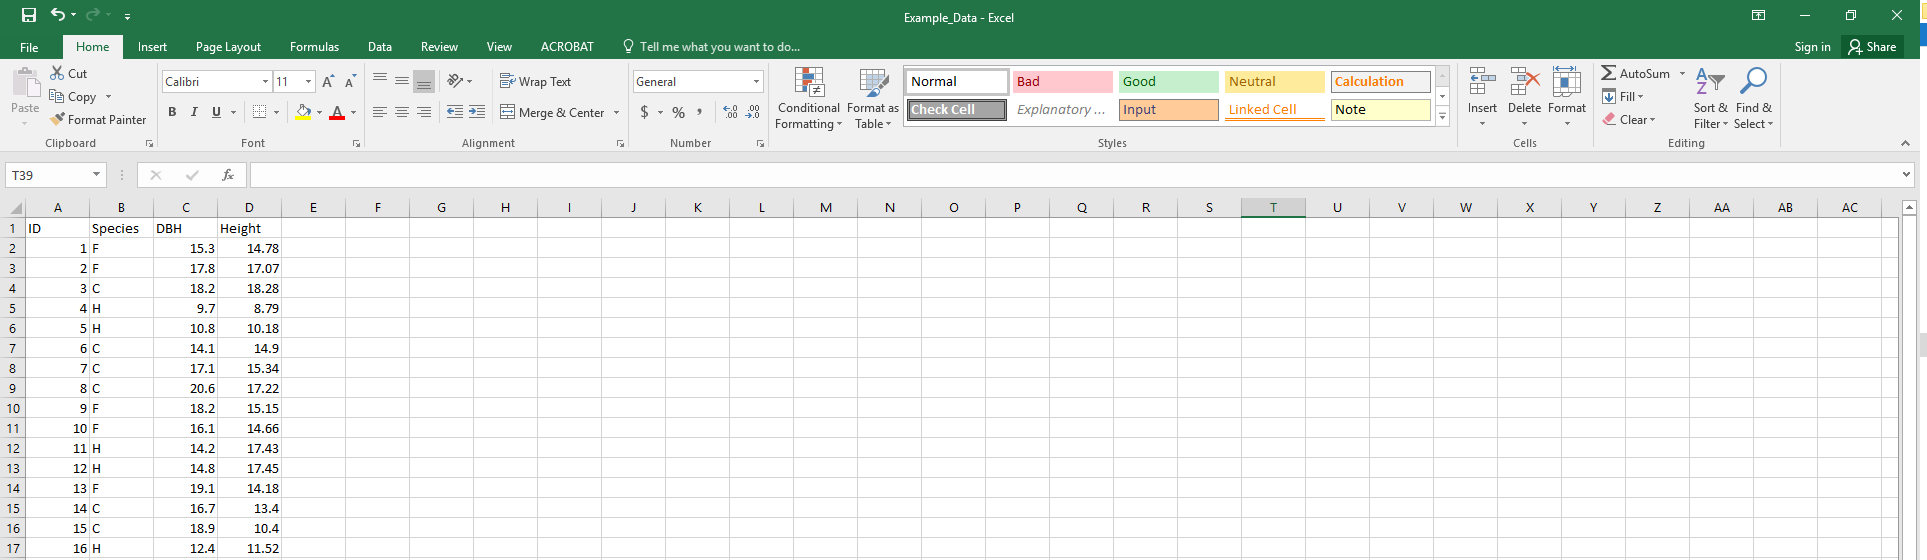 Example_Data - Excel
File Home Insert Page Layout Formulas Data Review View ACROBAT Tell me what you want to do... Sign in Share
Cut
Copy
Format Painter
Paste
Clipboard
Calibri 11
B I U
Font
Wrap Text
Merge & Center
Alignment
General
$ % ,
Number
Conditional Formatting
Format as Table
Normal Bad Good Neutral Calculation
Check Cell Explanatory ... Input Linked Cell Note
Styles
Insert Delete Format
Cells
AutoSum
Fill
Clear
Sort & Filter
Find & Select
Editing
T39 fx
A B C D E F G H I J K L M N O P Q R S T U V W X Y Z AA AB AC
1 ID Species DBH Height
2 1 F 15.3 14.78
3 2 F 17.8 17.07
4 3 C 18.2 18.28
5 4 H 9.7 8.79
6 5 H 10.8 10.18
7 6 C 14.1 14.9
8 7 C 17.1 15.34
9 8 C 20.6 17.22
10 9 F 18.2 15.15
11 10 F 16.1 14.66
12 11 H 14.2 17.43
13 12 H 14.8 17.45
14 13 F 19.1 14.18
15 14 C 16.7 13.4
16 15 C 18.9 10.4
17 16 H 12.4 11.52